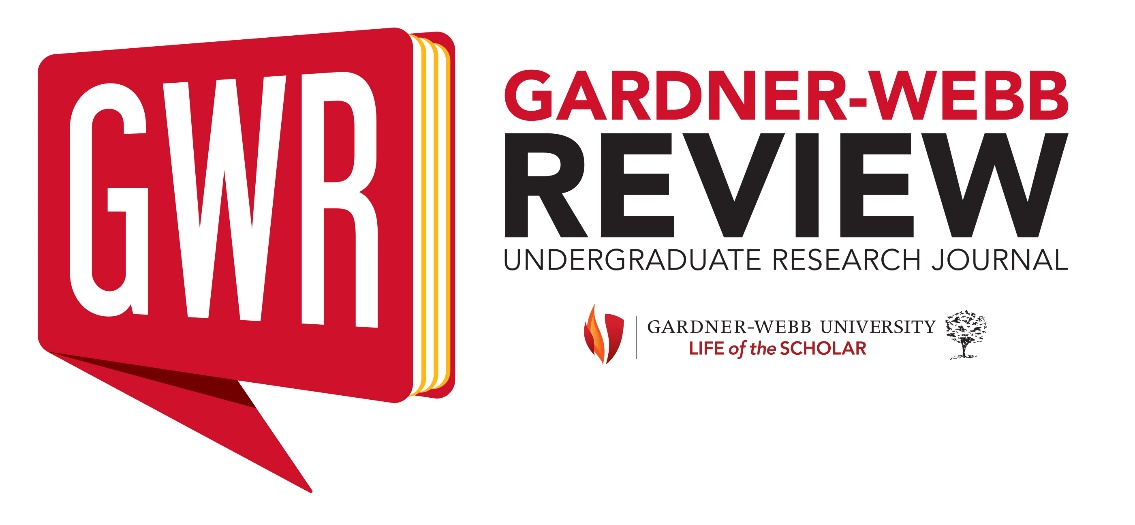 GWR
GARDNER-WEBB
REVIEW
UNDERGRADUATE RESEARCH JOURNAL
GARDNER-WEBB UNIVERSITY
LIFE of the SCHOLAR